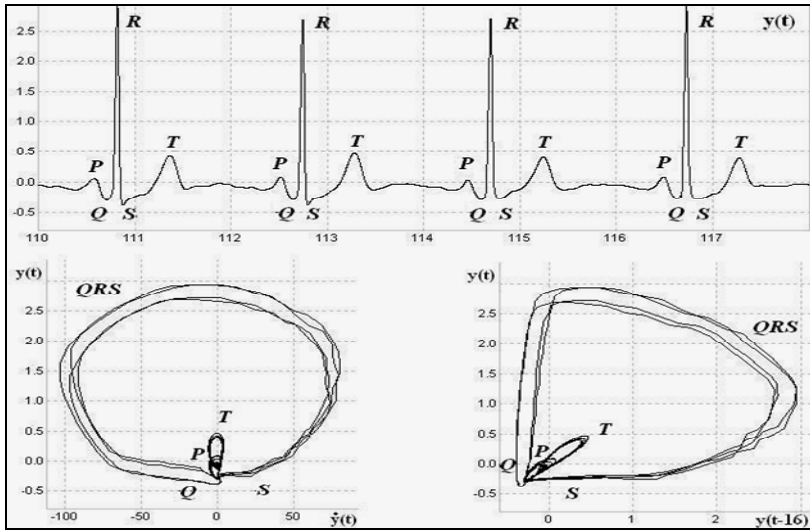 R R R R y(t)
2.5
2.0
1.5
1.0
T T T T
0.5
P P P P
0.0
Q S Q S Q S Q S
-0.5
110 111 112 113 114 115 116 117
y(t)
QRS
2.5
2.0
1.5
1.0
T
0.5
P
0.0
Q S
-0.5
-100 -50 0 50 ẏ(t)
y(t)
2.5
QRS
2.0
1.5
1.0
T
0.5
P
Q
0.0
S
-0.5
0 1 2 y(t-16)